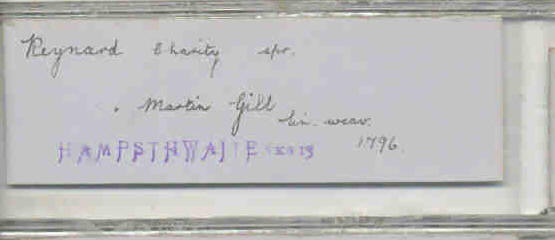 Reynard Charity spr.
Martin Gill lin. weav.
HAMPSTHWAITE 1796.